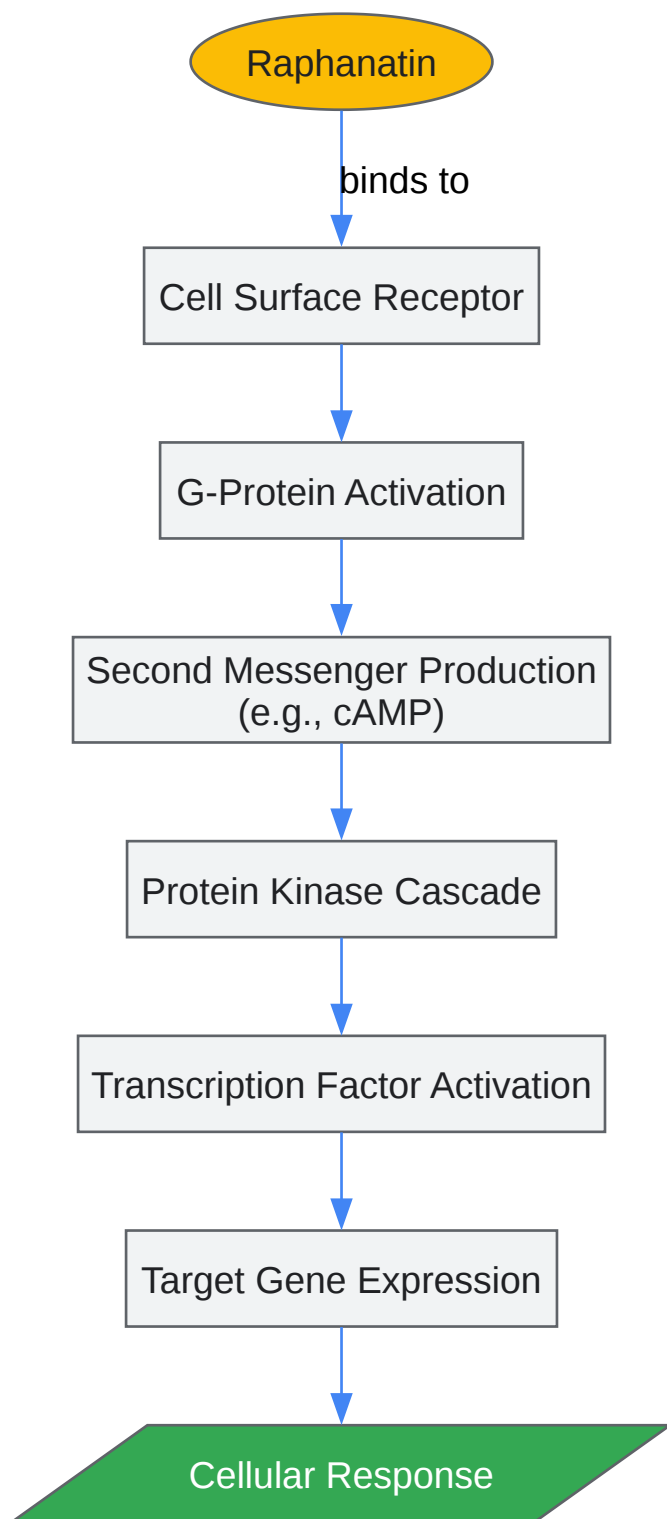 Raphanatin
binds to
Cell Surface Receptor
G-Protein Activation
Second Messenger Production
(e.g., cAMP)
Protein Kinase Cascade
Transcription Factor Activation
Target Gene Expression
Cellular Response